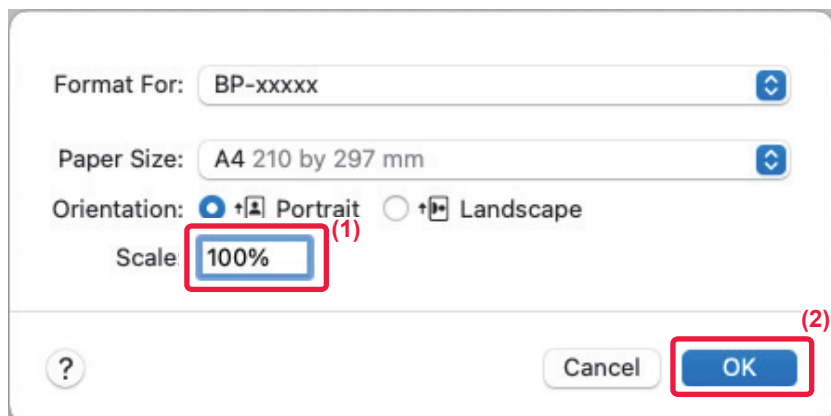 Format For: BP-xxxxx
Paper Size: A4 210 by 297 mm
Orientation: Portrait Landscape
(1)
Scale: 100%
(2)
? Cancel OK